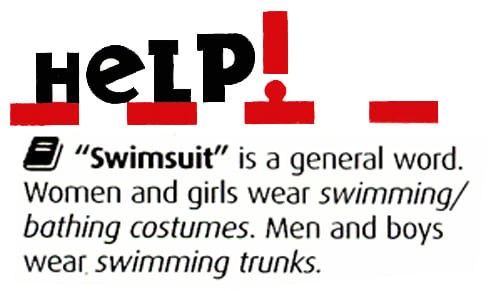 HeLP!
"Swimsuit" is a general word.
Women and girls wear swimming/
bathing costumes. Men and boys
wear swimming trunks.